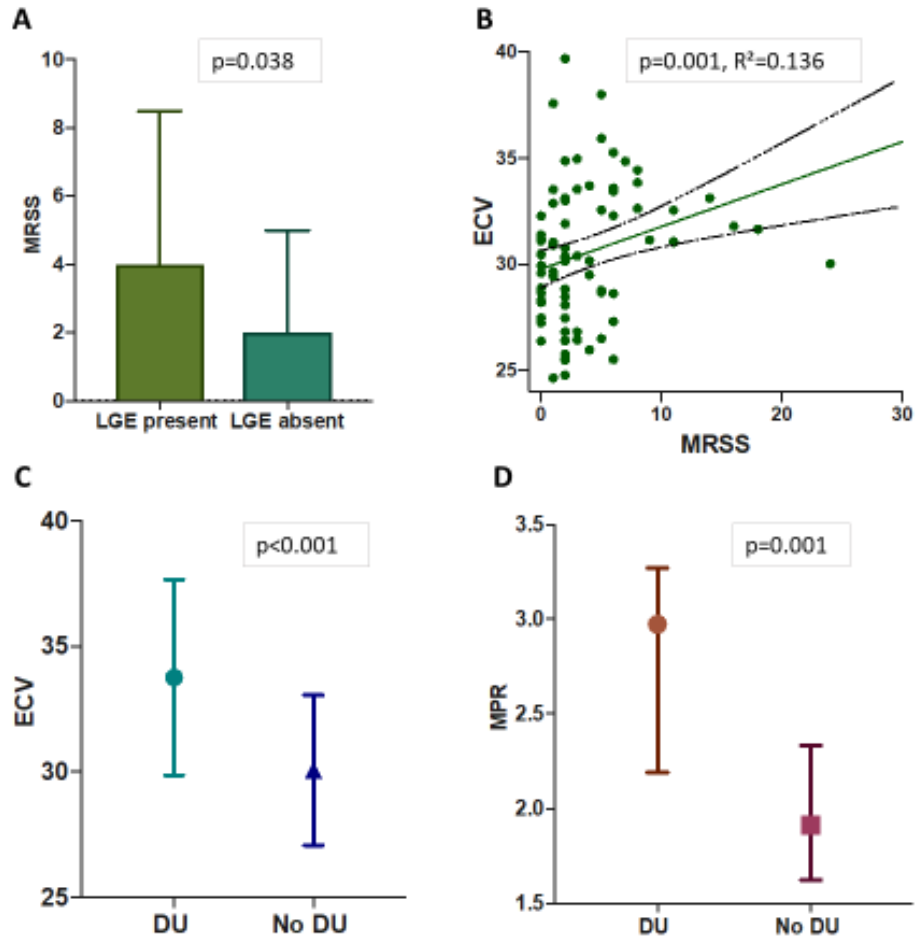 A
p=0.038
MRSS
10
8
6
4
2
0
LGE present LGE absent
B
p=0.001, R²=0.136
ECV
40
35
30
25
0 10 20 30
MRSS
C
p<0.001
ECV
40
35
30
25
DU No DU
D
p=0.001
MPR
3.5
3.0
2.5
2.0
1.5
DU No DU